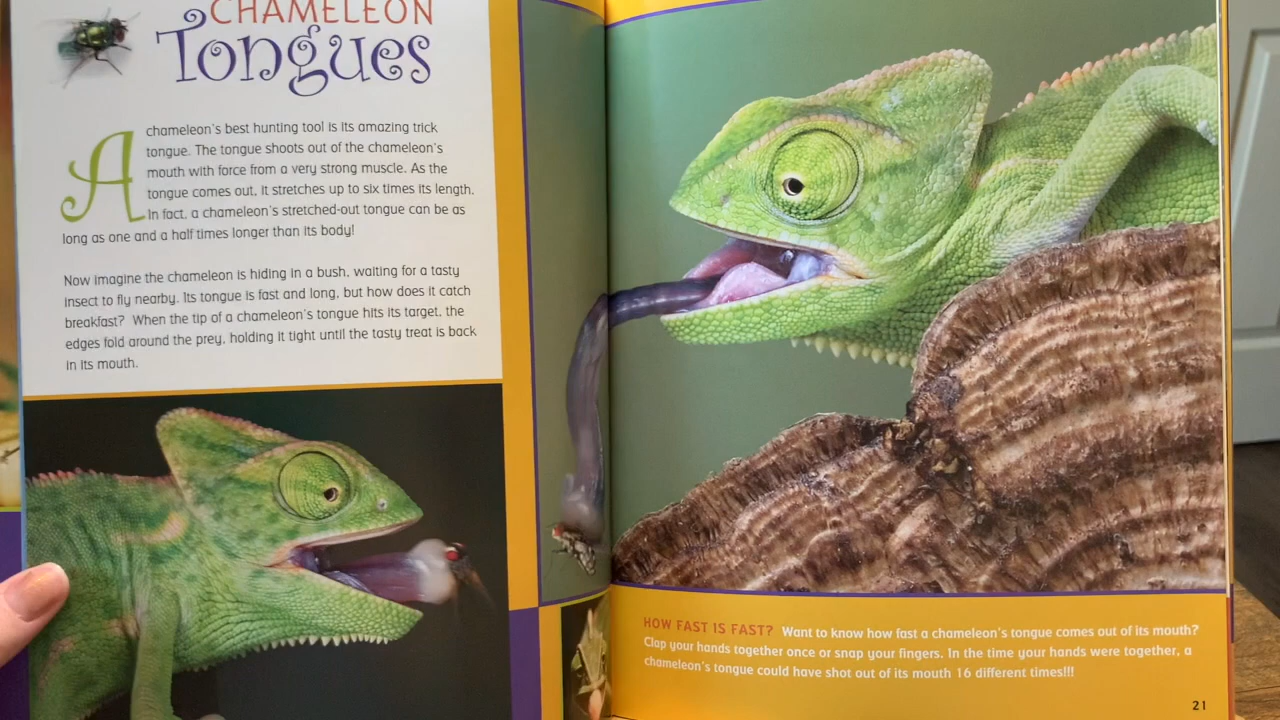 CHAMELEON
Tongues
A chameleon's best hunting tool is its amazing trick
tongue. The tongue shoots out of the chameleon's
mouth with force from a very strong muscle. As the
tongue comes out, it stretches up to six times its length.
In fact, a chameleon's stretched-out tongue can be as
long as one and a half times longer than its body!
Now imagine the chameleon is hiding in a bush, waiting for a tasty
insect to fly nearby. Its tongue is fast and long, but how does it catch
breakfast? When the tip of a chameleon's tongue hits its target, the
edges fold around the prey, holding it tight until the tasty treat is back
in its mouth.
HOW FAST IS FAST? Want to know how fast a chameleon's tongue comes out of its mouth?
Clap your hands together once or snap your fingers. In the time your hands were together, a
chameleon's tongue could have shot out of its mouth 16 different times!!!
21